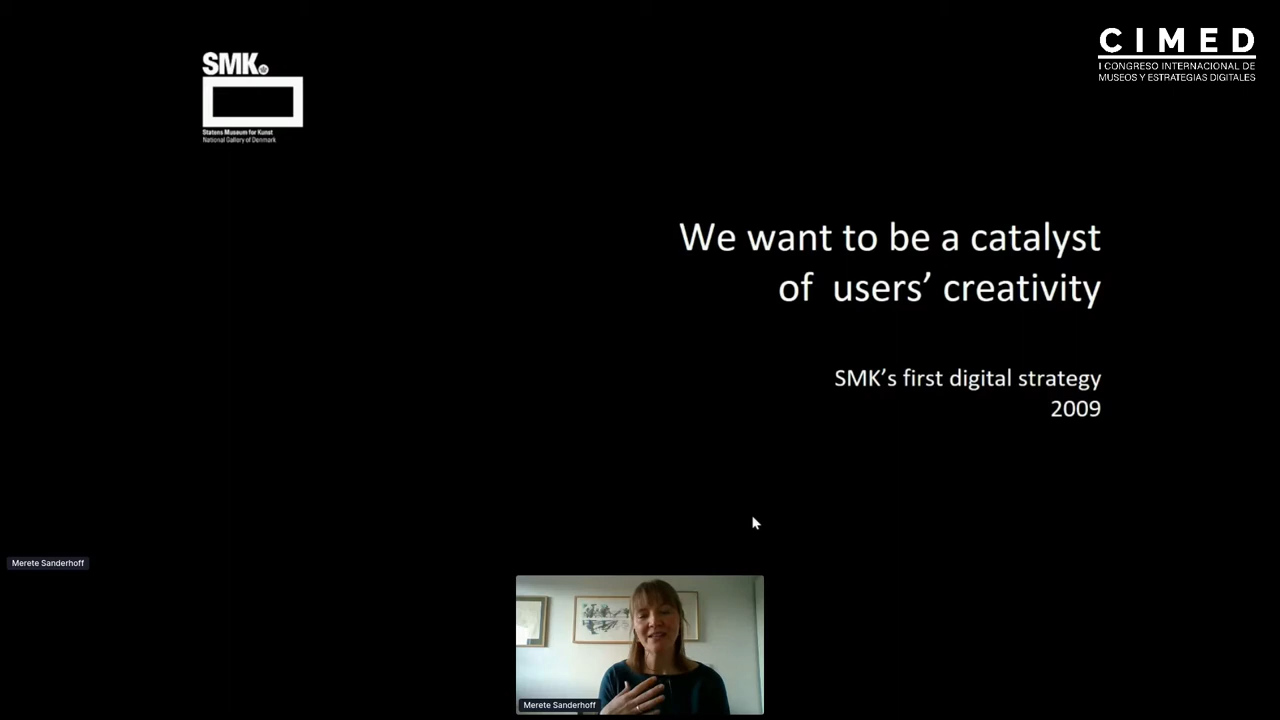 SMK.
Statens Museum for Kunst
National Gallery of Denmark
CIMED
I CONGRESO INTERNACIONAL DE
MUSEOS Y ESTRATEGIAS DIGITALES
We want to be a catalyst
of users’ creativity
SMK’s first digital strategy
2009
Merete Sanderhoff
Merete Sanderhoff